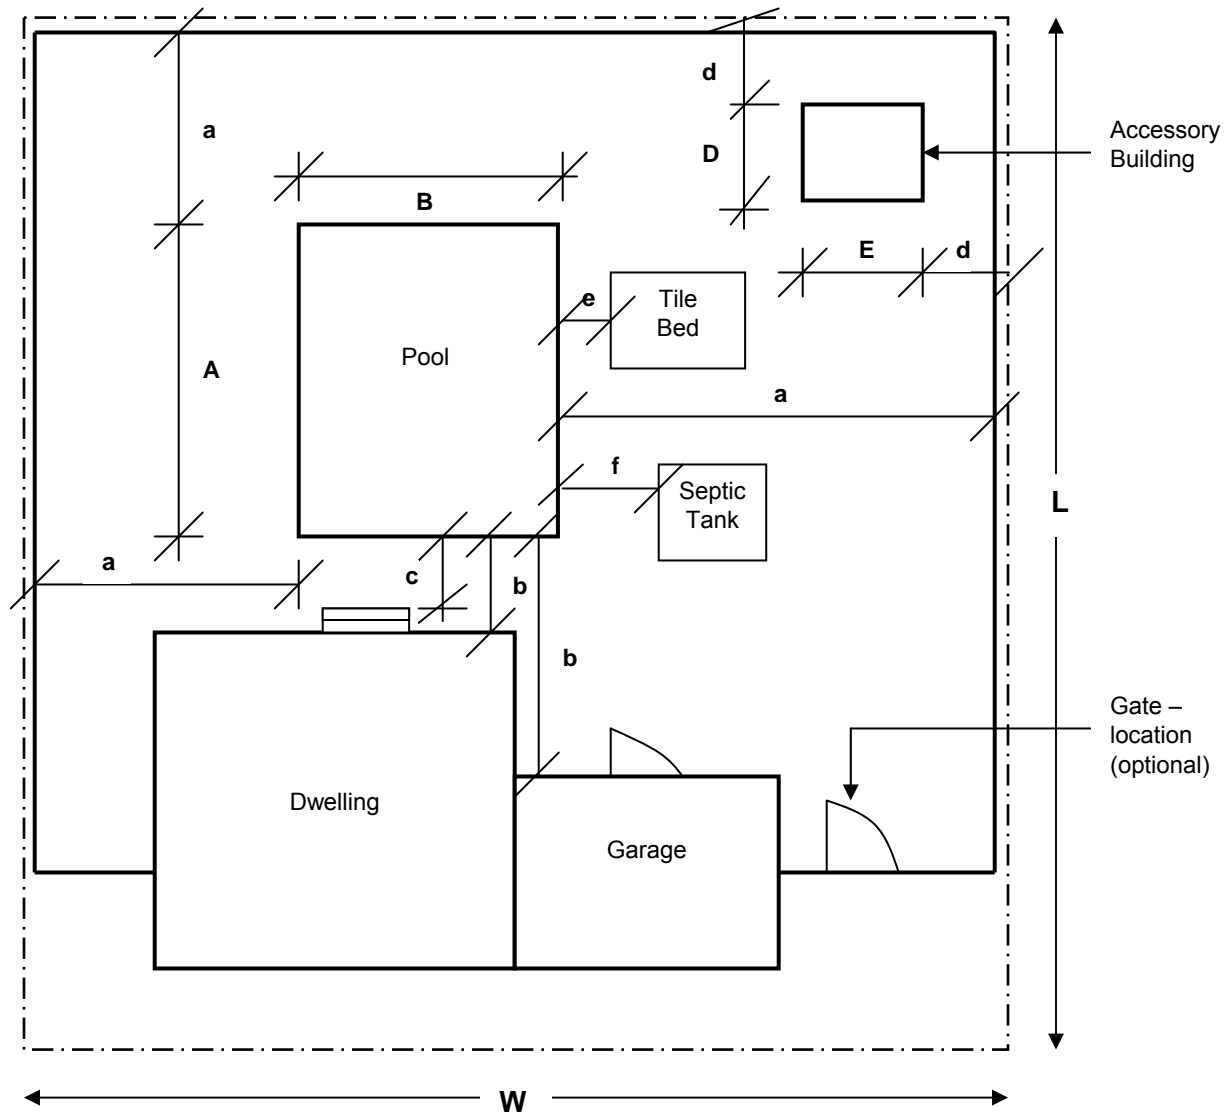 d
Accessory
Building
a
D
B
E
d
e
Tile
Bed
Pool
A
a
f
Septic
Tank
L
a
c
b
b
Gate –
location
(optional)
Dwelling
Garage
W